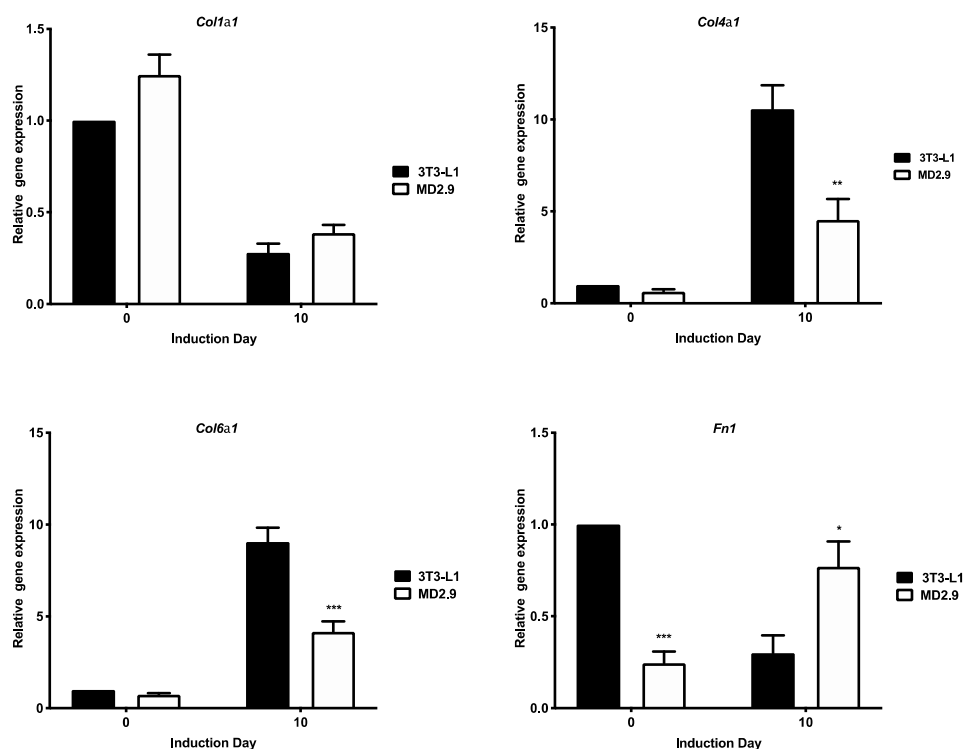 Col1a1
Relative gene expression
1.5
1.0
0.5
0.0
0
10
Induction Day
3T3-L1
MD2.9
Col4a1
Relative gene expression
15
10
5
0
**
0
10
Induction Day
3T3-L1
MD2.9
Col6a1
Relative gene expression
15
10
5
0
***
0
10
Induction Day
3T3-L1
MD2.9
Fn1
Relative gene expression
1.5
1.0
0.5
0
***
*
0
10
Induction Day
3T3-L1
MD2.9